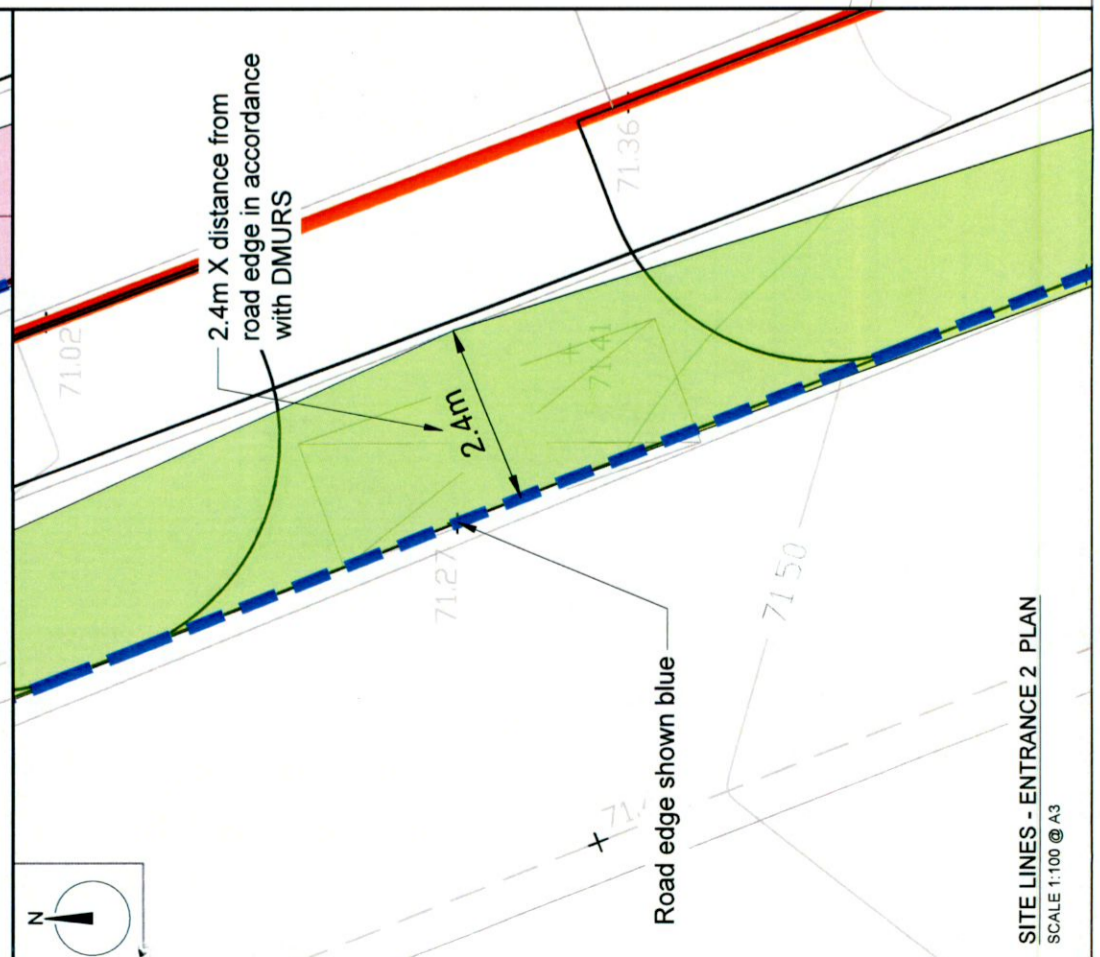 2.4m X distance from
road edge in accordance
with DMURS
71.02
71.36
71.41
2.4m
71.27
71.50
Road edge shown blue
N
SITE LINES - ENTRANCE 2 PLAN
SCALE 1:100 @ A3